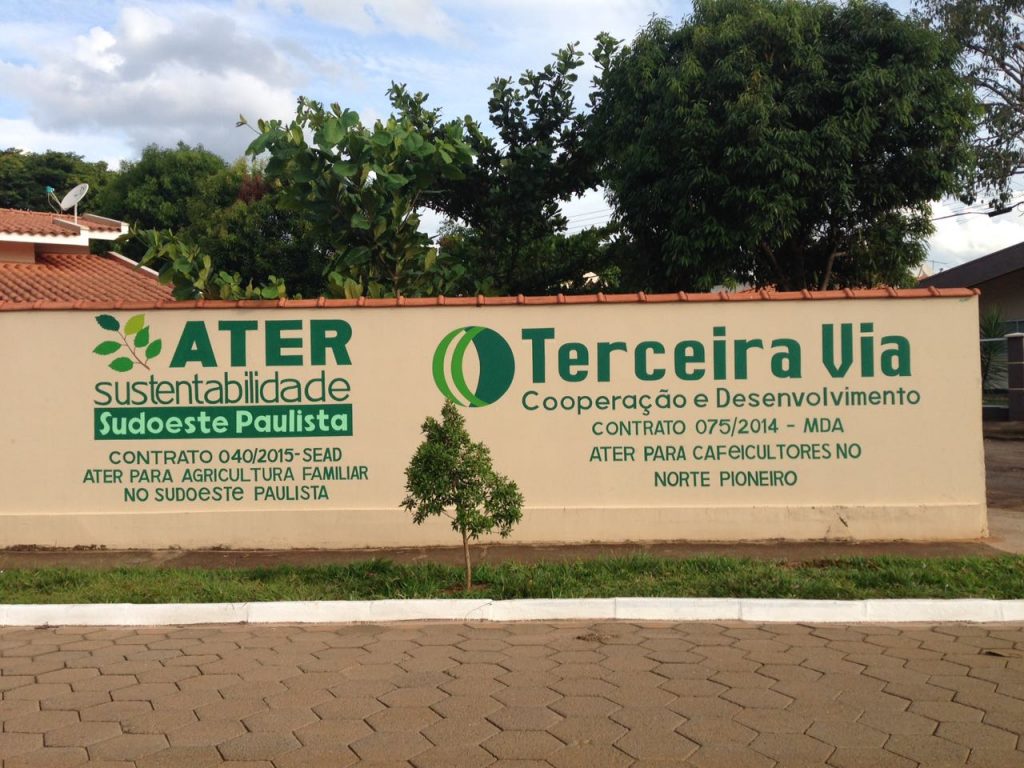 ATER
sustentabilidade
Sudoeste Paulista
CONTRATO 040/2015-SEAD
ATER PARA AGRICULTURA FAMILIAR
NO SUDOeSTE PAULISTA
Terceira Via
Cooperação e Desenvolvimento
CONTRATO 075/2014 - MDA
ATER PARA CAFeICULTORES NO
NORTE PIONEIRO